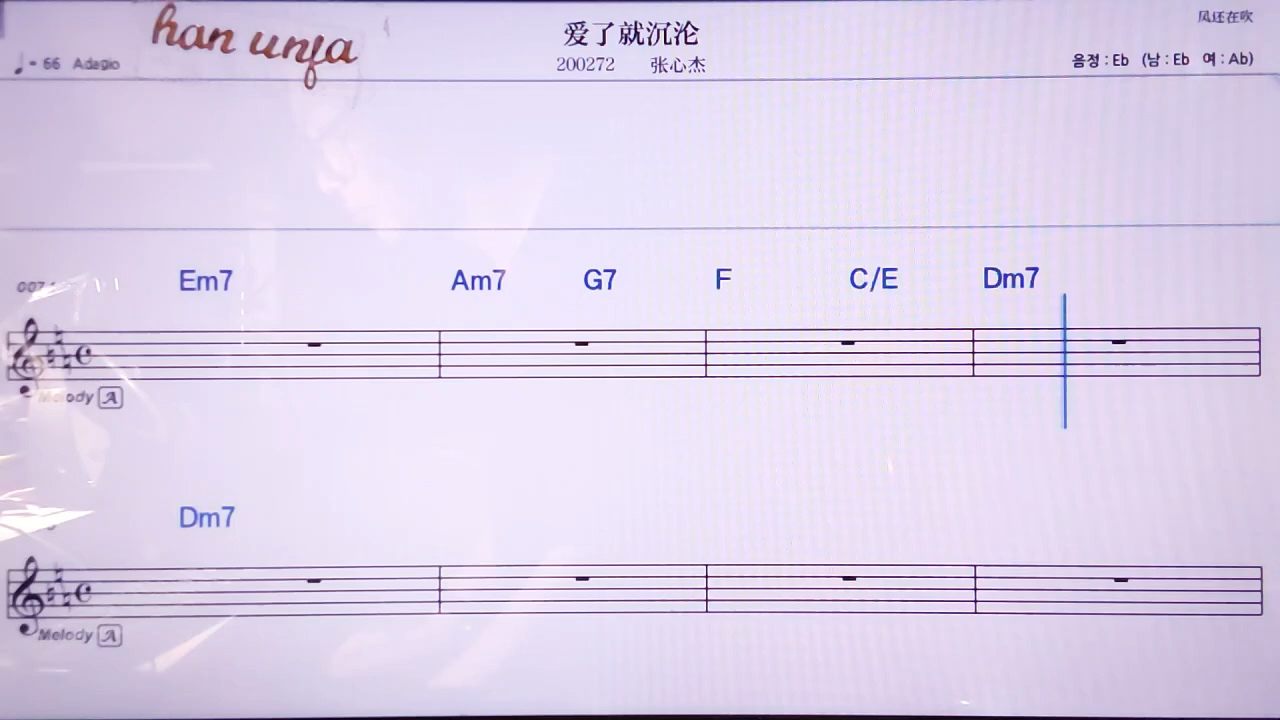 han unfa
爱了就沉沦
风还在吹
♩= 66 Adagio
200272 张心杰
음정 : Eb (남 : Eb 여 : Ab)
Em7 Am7 G7 F C/E Dm7
Melody A
Dm7
Melody A